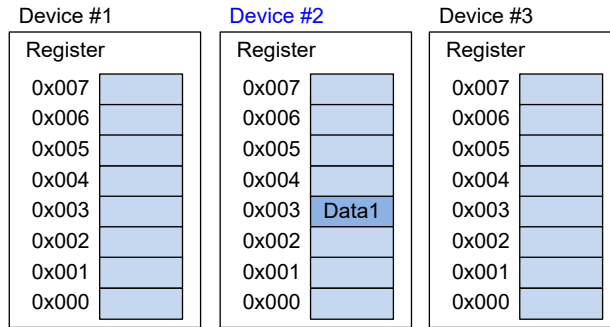 Device #1
Register
0x007
0x006
0x005
0x004
0x003
0x002
0x001
0x000
Device #2
Register
0x007
0x006
0x005
0x004
0x003 Data1
0x002
0x001
0x000
Device #3
Register
0x007
0x006
0x005
0x004
0x003
0x002
0x001
0x000